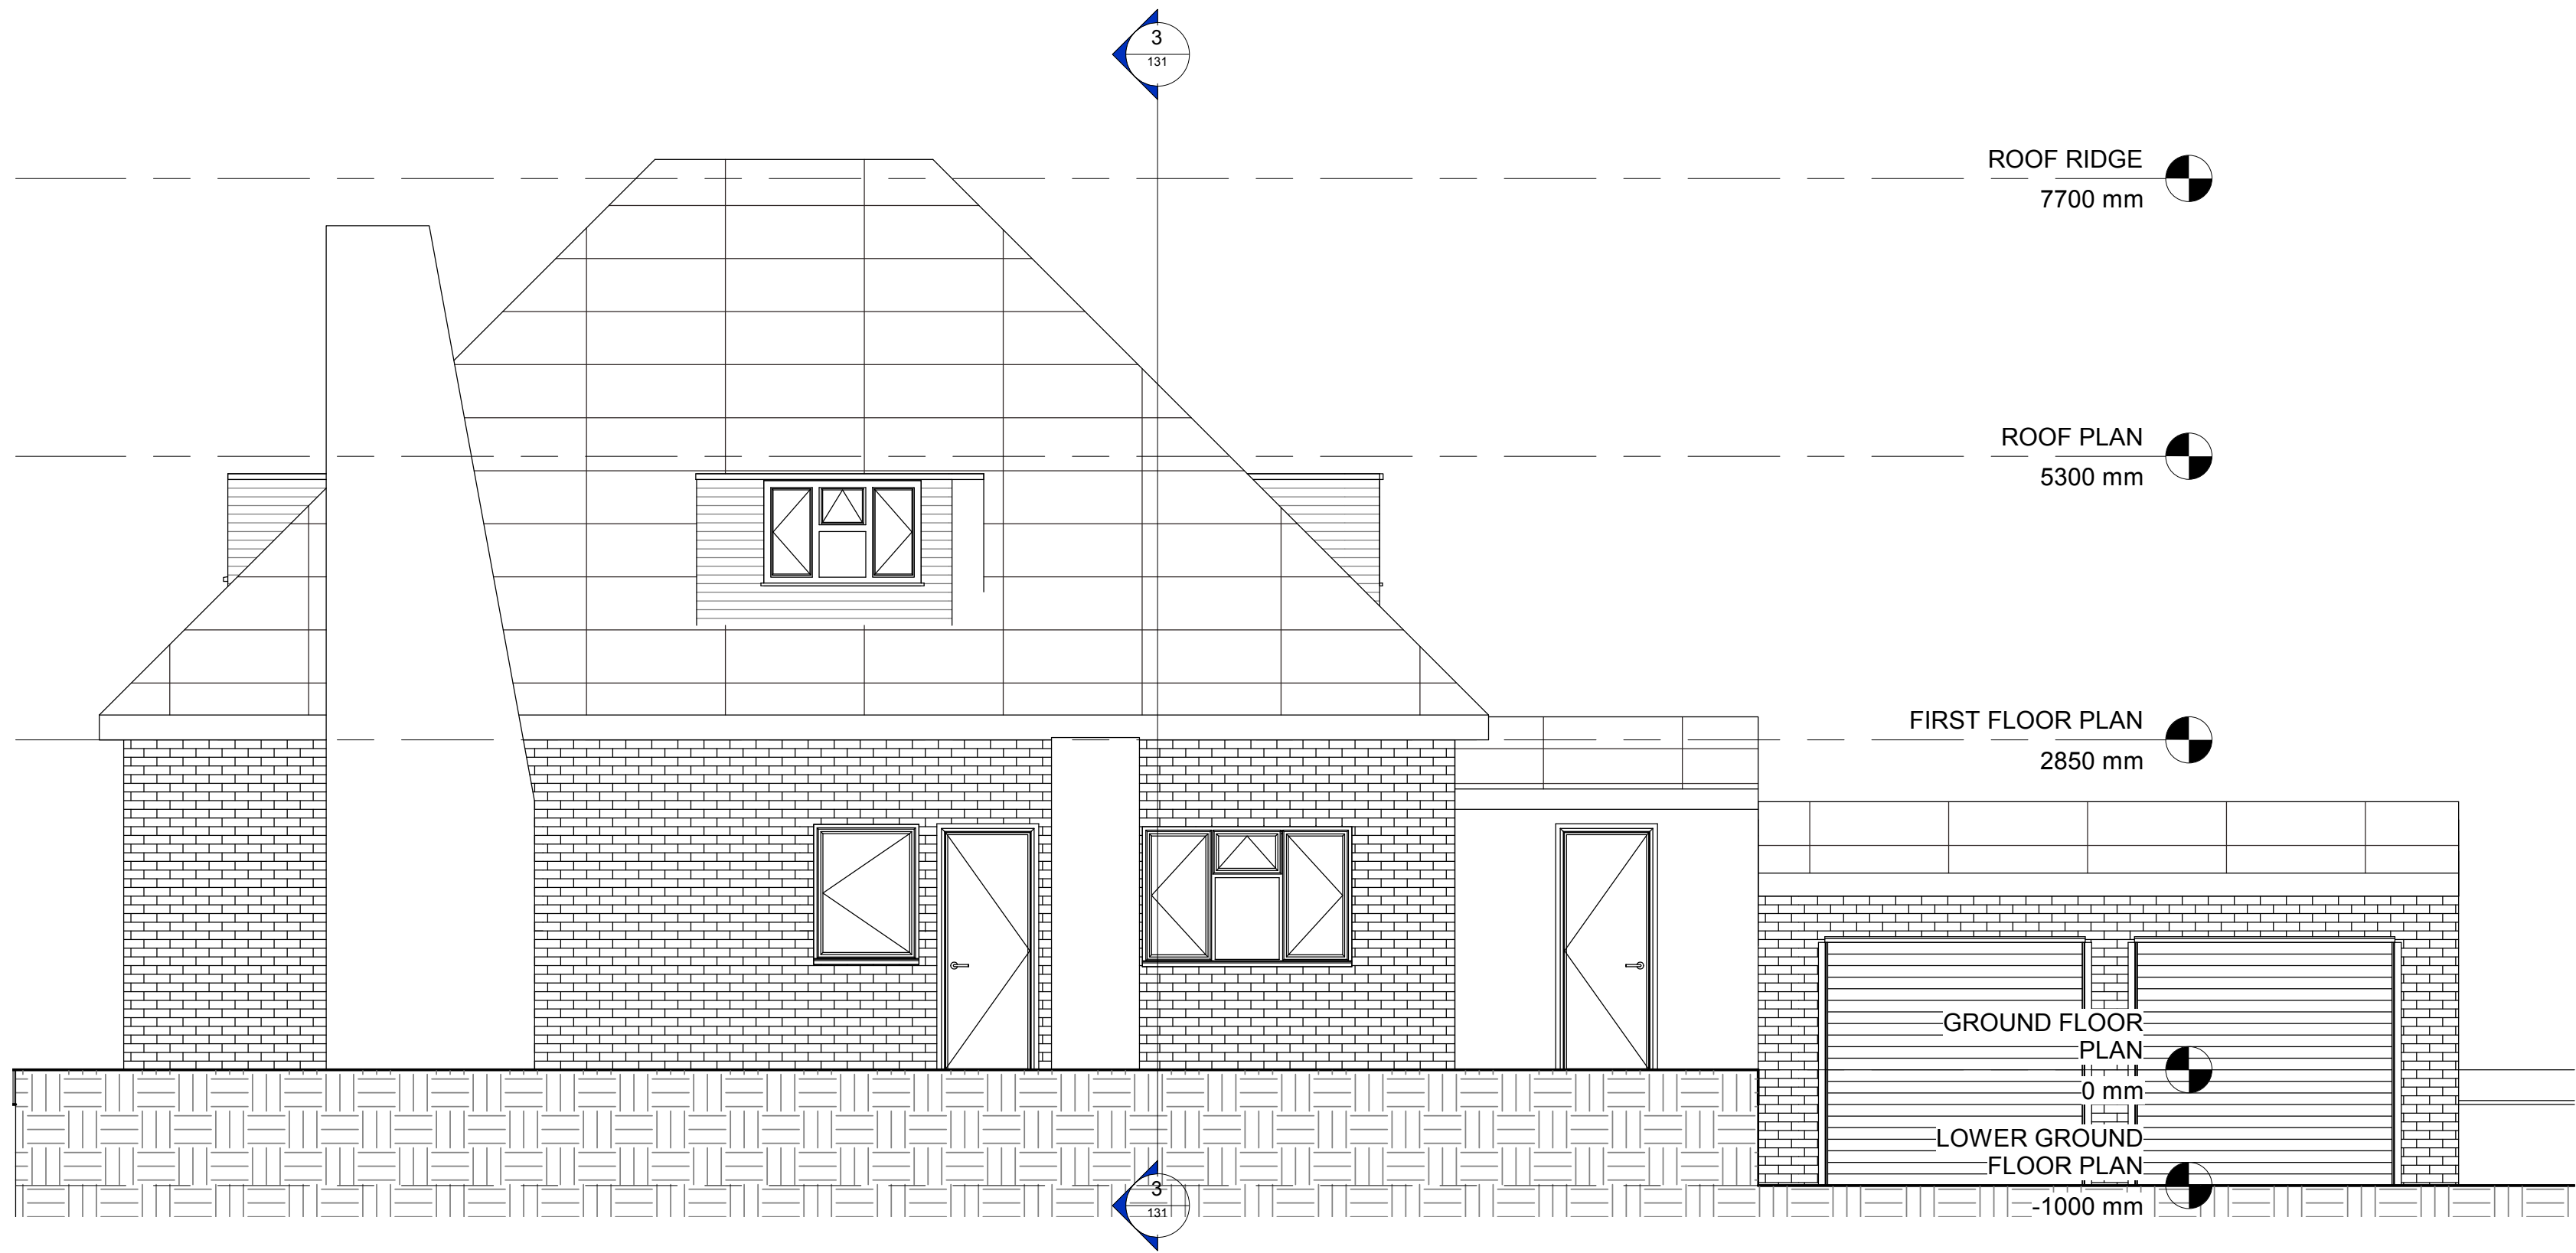 3
131
ROOF RIDGE
7700 mm
ROOF PLAN
5300 mm
FIRST FLOOR PLAN
2850 mm
GROUND FLOOR
PLAN
0 mm
LOWER GROUND
FLOOR PLAN
-1000 mm
3
131